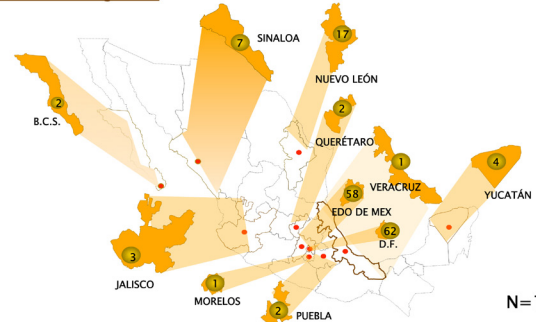 7
SINALOA
17
NUEVO LEÓN
2
B.C.S.
2
QUERÉTARO
1
VERACRUZ
4
YUCATÁN
58
EDO DE MEX
62
D.F.
3
JALISCO
1
MORELOS
2
PUEBLA
N=